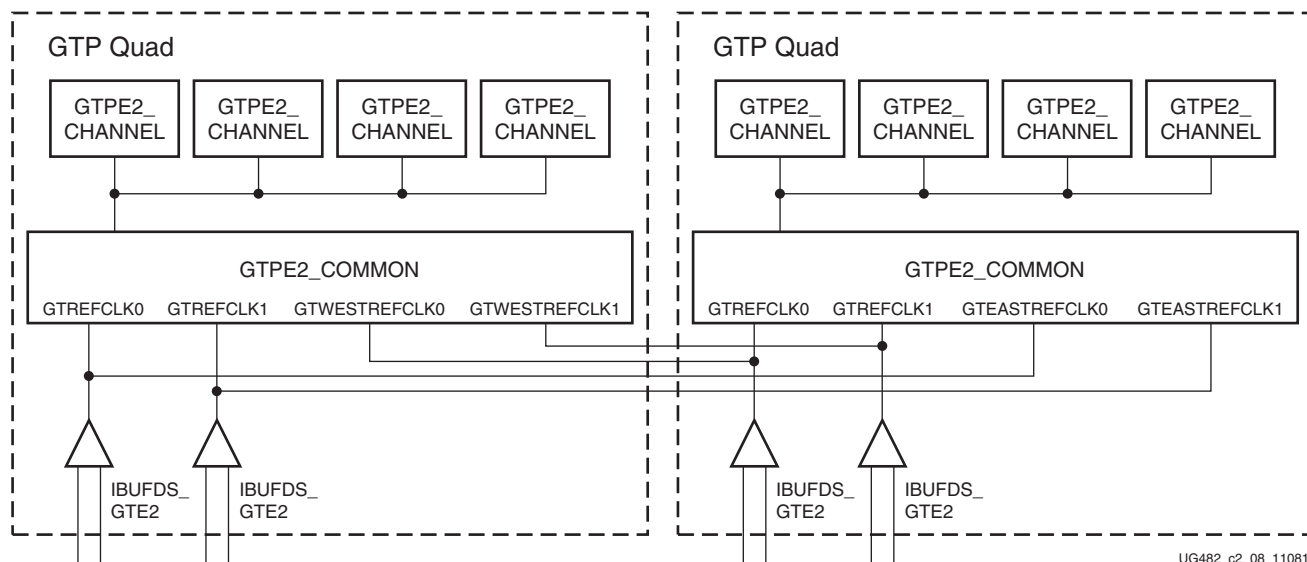 GTP Quad
GTPE2_
CHANNEL
GTPE2_
CHANNEL
GTPE2_
CHANNEL
GTPE2_
CHANNEL
GTPE2_COMMON
GTREFCLK0 GTREFCLK1 GTWESTREFCLK0 GTWESTREFCLK1
IBUFDS_
GTE2
IBUFDS_
GTE2
GTP Quad
GTPE2_
CHANNEL
GTPE2_
CHANNEL
GTPE2_
CHANNEL
GTPE2_
CHANNEL
GTPE2_COMMON
GTREFCLK0 GTREFCLK1 GTEASTREFCLK0 GTEASTREFCLK1
IBUFDS_
GTE2
IBUFDS_
GTE2
UG482_c2_08_11081